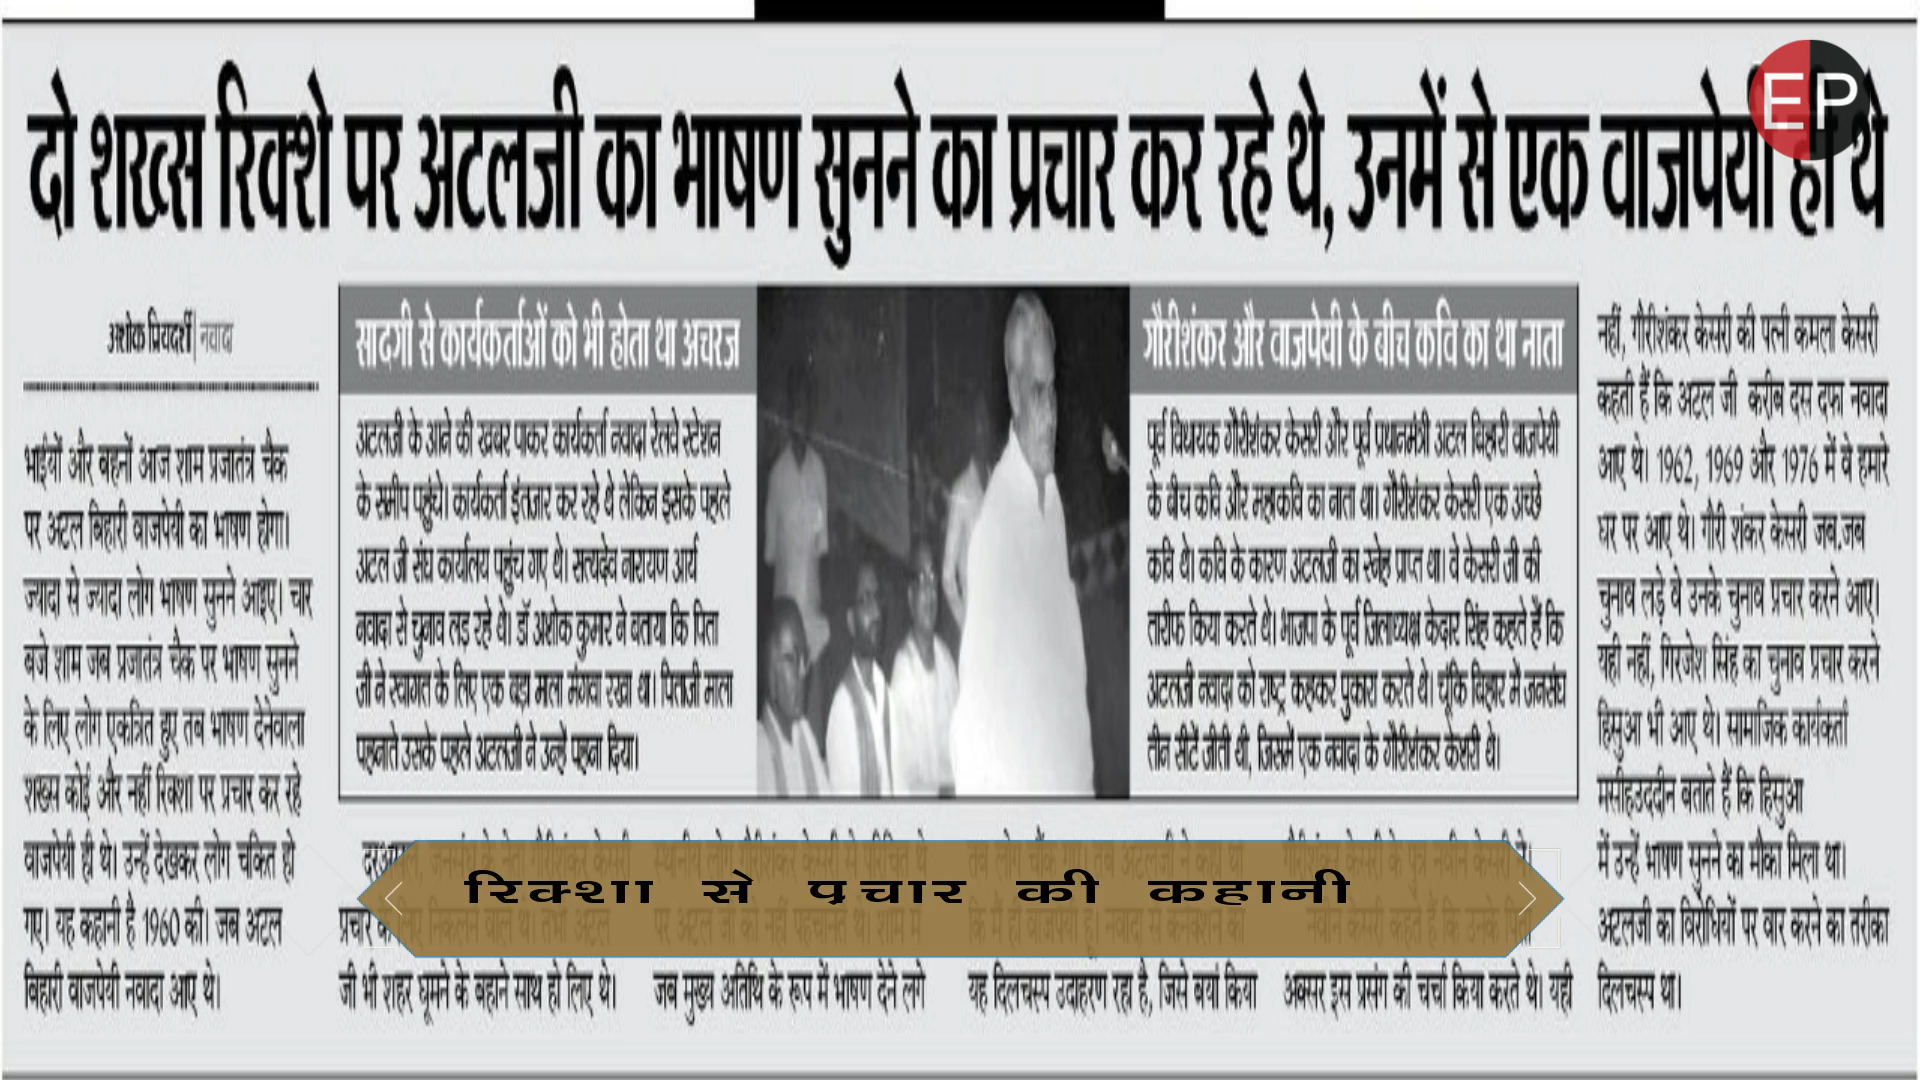 दो शख्स रिक्शे पर अटलजी का भाषण सुनने का प्रचार कर रहे थे, उनमें से एक वाजपेयी ही थे
EP
अशोक प्रियदर्शी | नवादा
भाईयों और बहनों आज शाम प्रजातंत्र चैक
पर अटल बिहारी वाजपेयी का भाषण होगा।
ज्यादा से ज्यादा लोग भाषण सुनने आइए। चार
बजे शाम जब प्रजातंत्र चैक पर भाषण सुनने
के लिए लोग एकत्रित हुए तब भाषण देनेवाला
शख्स कोई और नहीं रिक्शा पर प्रचार कर रहे
वाजपेयी ही थे। उन्हें देखकर लोग चकित हो
गए। यह कहानी है 1960 की। जब अटल
बिहारी वाजपेयी नवादा आए थे।
सादगी से कार्यकर्ताओं को भी होता था अचरज
अटलजी के आने की खबर पाकर कार्यकर्ता नवादा रेलवे स्टेशन
के समीप पहुंचे। कार्यकर्ता इंतजार कर रहे थे लेकिन इसके पहले
अटल जी संघ कार्यालय पहुंच गए थे। सत्यदेव नारायण आर्य
नवादा से चुनाव लड़ रहे थे। डॉ अशोक कुमार ने बताया कि पिता
जी ने स्वागत के लिए एक बड़ा माला मंगवा रखा था। पिताजी माला
पहनाते उसके पहले अटलजी ने उन्हें पहना दिया।
गौरीशंकर और वाजपेयी के बीच कवि का था नाता
पूर्व विधायक गौरीशंकर केसरी और पूर्व प्रधानमंत्री अटल बिहारी वाजपेयी
के बीच कवि और महाकवि का नाता था। गौरीशंकर केसरी एक अच्छे
कवि थे। कवि के कारण अटलजी का स्नेह प्राप्त था। वे केसरी जी की
तारीफ किया करते थे। भाजपा के पूर्व जिलाध्यक्ष केदार सिंह कहते हैं कि
अटलजी नवादा को राष्ट्र कहकर पुकारा करते थे। चूंकि बिहार में जनसंघ
तीन सीटें जीती थी, जिसमें एक नवादा के गौरीशंकर केशरी थे।
जी भी शहर घूमने के बहाने साथ हो लिए थे।
जब मुख्य अतिथि के रूप में भाषण देने लगे
यह दिलचस्प उदाहरण रहा है, जिसे बयां किया
अक्सर इस प्रसंग की चर्चा किया करते थे। यही
नहीं, गौरीशंकर केसरी की पत्नी कमला केसरी
कहती हैं कि अटल जी करीब दस दफा नवादा
आए थे। 1962, 1969 और 1976 में वे हमारे
घर पर आए थे। गौरी शंकर केसरी जब.जब
चुनाव लड़े वे उनके चुनाव प्रचार करने आए।
यही नहीं, गिरजेश सिंह का चुनाव प्रचार करने
हिसुआ भी आए थे। सामाजिक कार्यकर्ता
मसीहउददीन बताते हैं कि हिसुआ
में उन्हें भाषण सुनने का मौका मिला था।
अटलजी का विरोधियों पर वार करने का तरीका
दिलचस्प था।
रिक्शा से प्रचार की कहानी